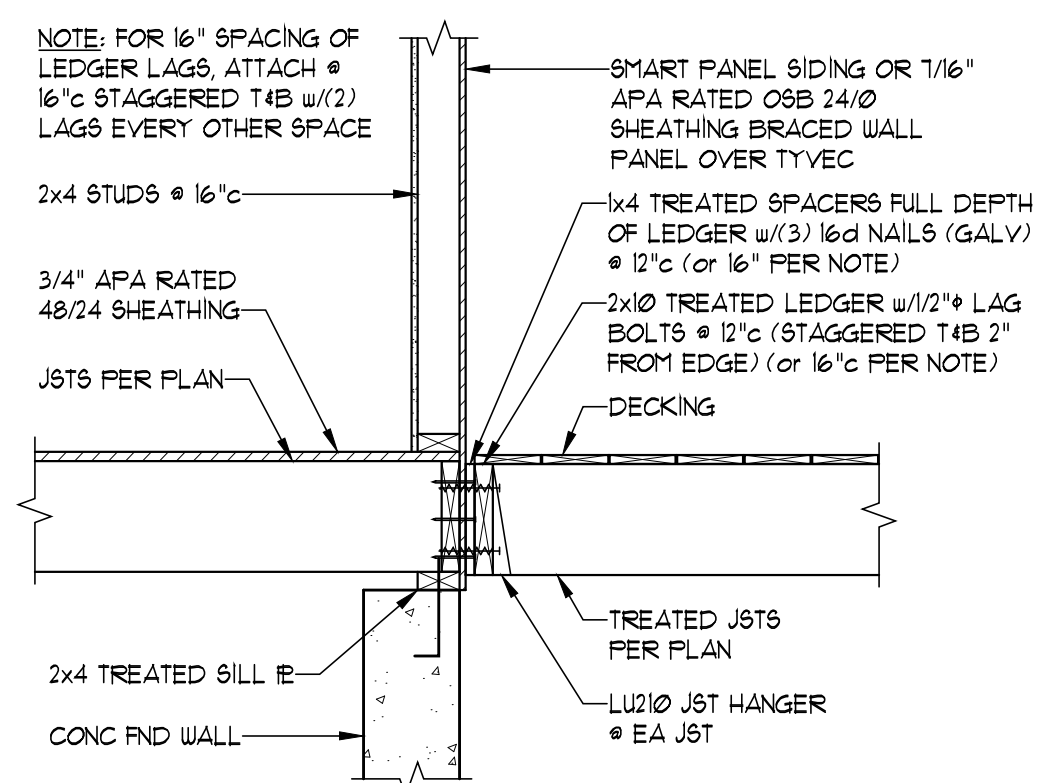 NOTE: FOR 16" SPACING OF
LEDGER LAGS, ATTACH @
16"c STAGGERED T&B w/(2)
LAGS EVERY OTHER SPACE
2x4 STUDS @ 16"c
3/4" APA RATED
48/24 SHEATHING
JSTS PER PLAN
2x4 TREATED SILL PL
CONC FND WALL
SMART PANEL SIDING OR 7/16"
APA RATED OSB 24/0
SHEATHING BRACED WALL
PANEL OVER TYVEC
1x4 TREATED SPACERS FULL DEPTH
OF LEDGER w/(3) 16d NAILS (GALV)
@ 12"c (or 16" PER NOTE)
2x10 TREATED LEDGER w/1/2"φ LAG
BOLTS @ 12"c (STAGGERED T&B 2"
FROM EDGE) (or 16"c PER NOTE)
DECKING
TREATED JSTS
PER PLAN
LU210 JST HANGER
@ EA JST